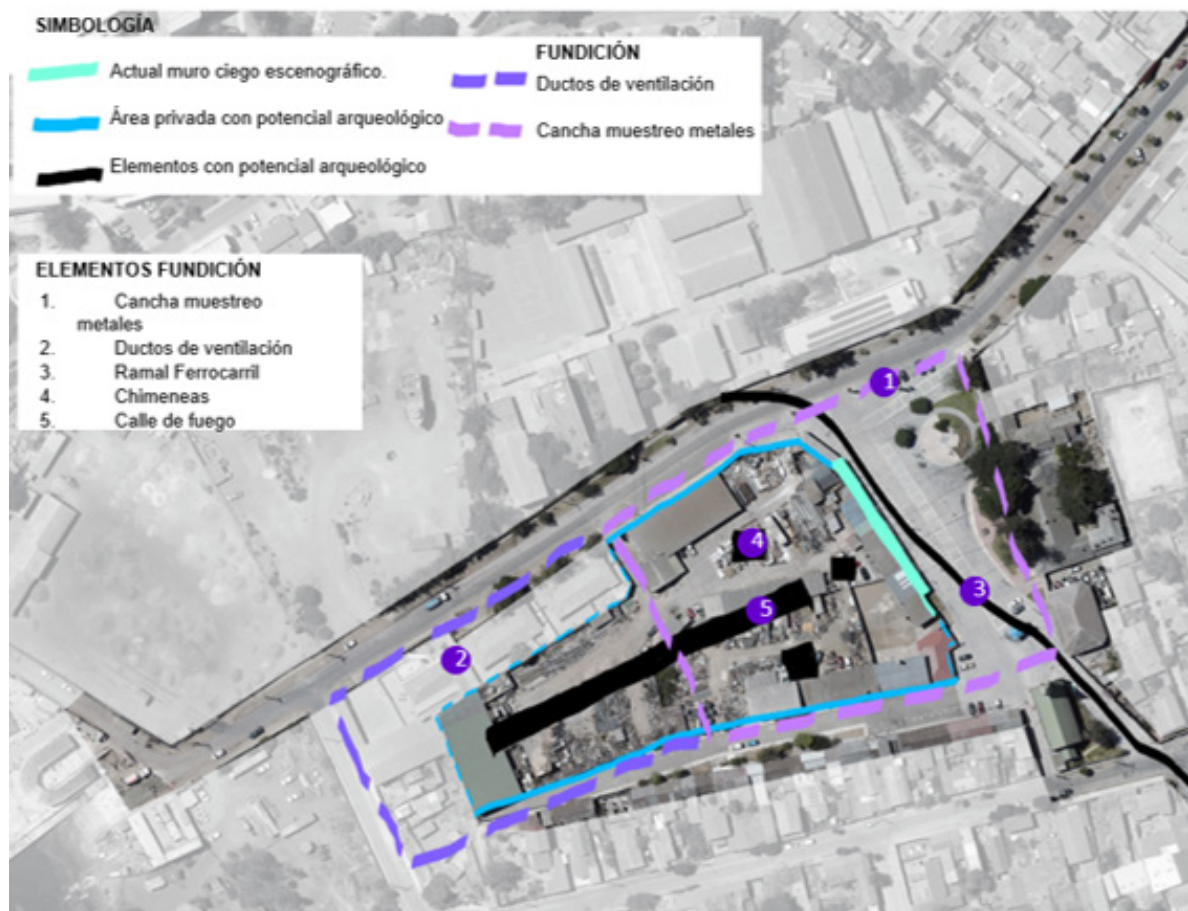 SIMBOLOGÍA
Actual muro ciego escenográfico.
Área privada con potencial arqueológico
Elementos con potencial arqueológico
FUNDICIÓN
Ductos de ventilación
Cancha muestreo metales
ELEMENTOS FUNDICIÓN
1. Cancha muestreo
metales
2. Ductos de ventilación
3. Ramal Ferrocarril
4. Chimeneas
5. Calle de fuego
1
2
3
4
5